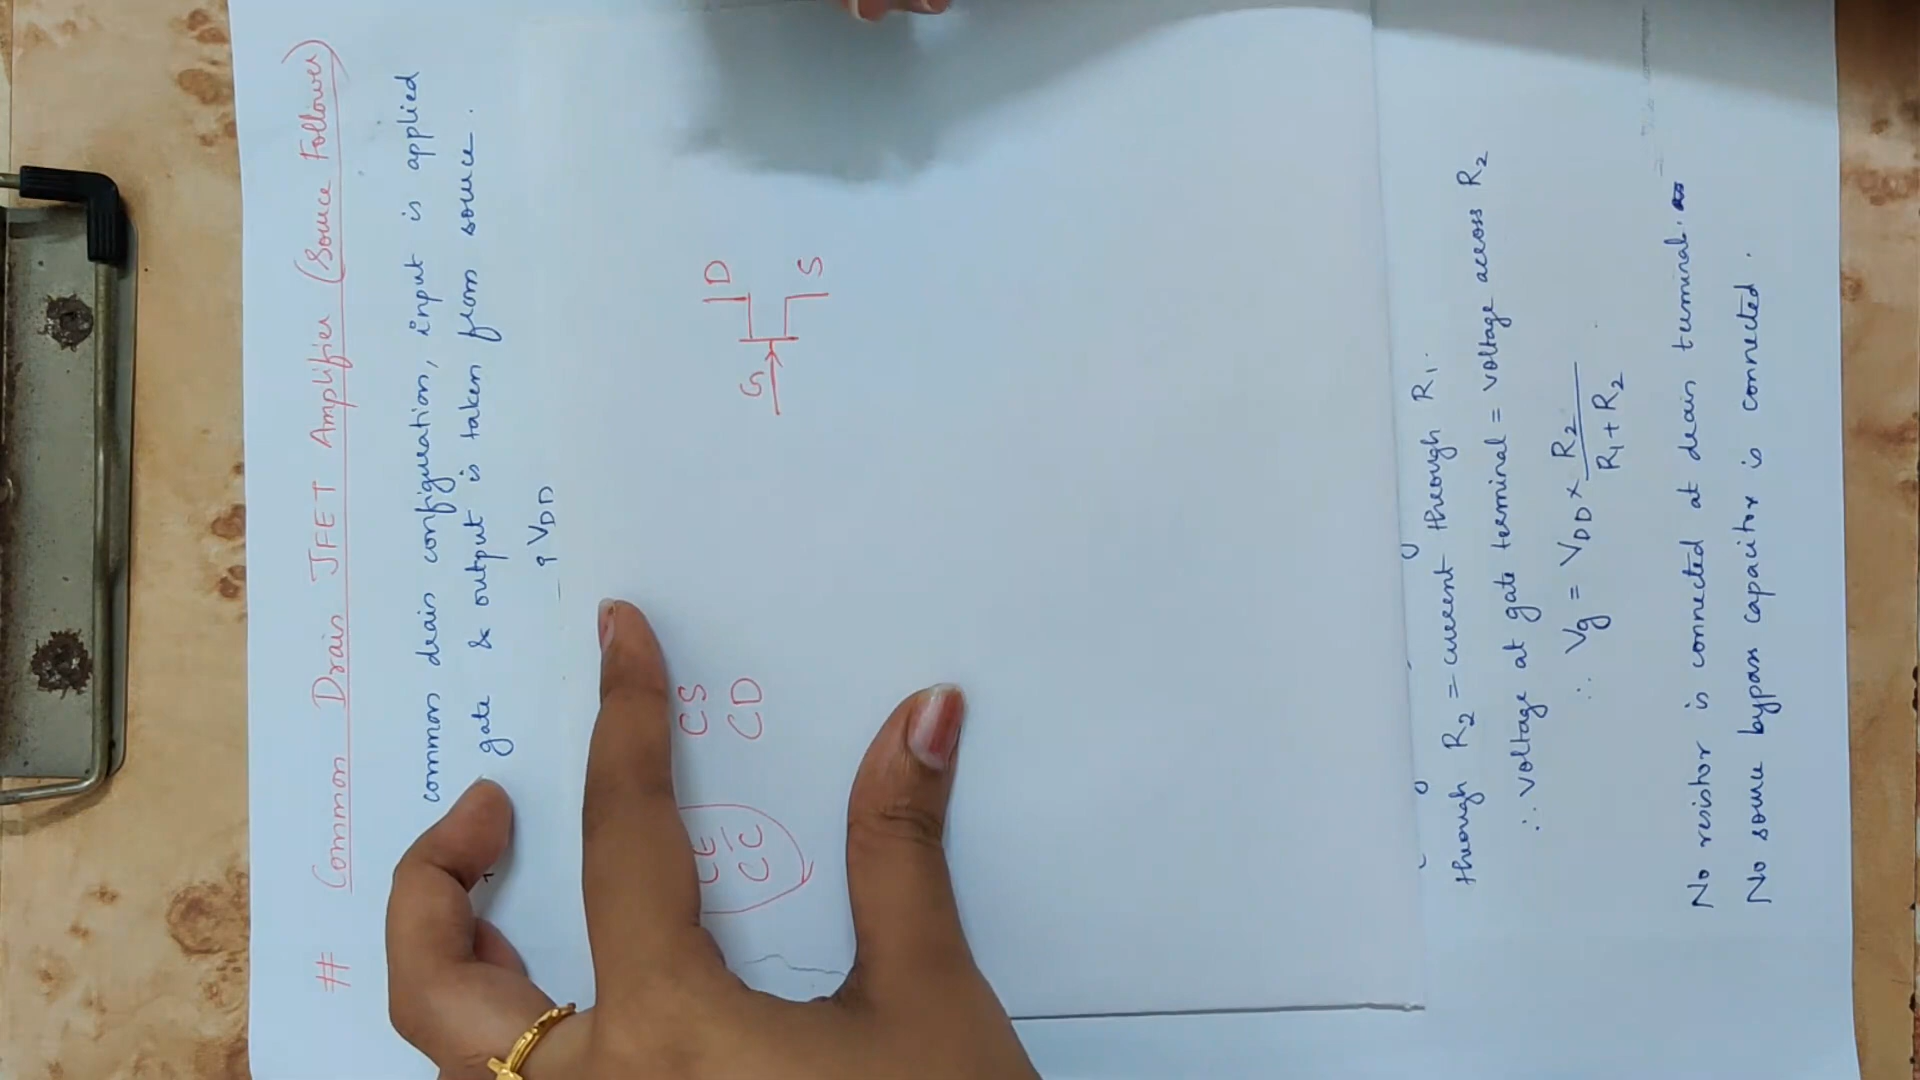 # Common Drain JFET Amplifier (Source Follower)
common drain configuration, input is applied
gate & output is taken from source.
VDD
CS
CD
CE
CC
G
D
S
through R2 = current through R1.
∴ voltage at gate terminal = voltage across R2
∴ Vg = VDD × R2 / R1 + R2
No resistor is connected at drain terminal.
No source bypass capacitor is connected.